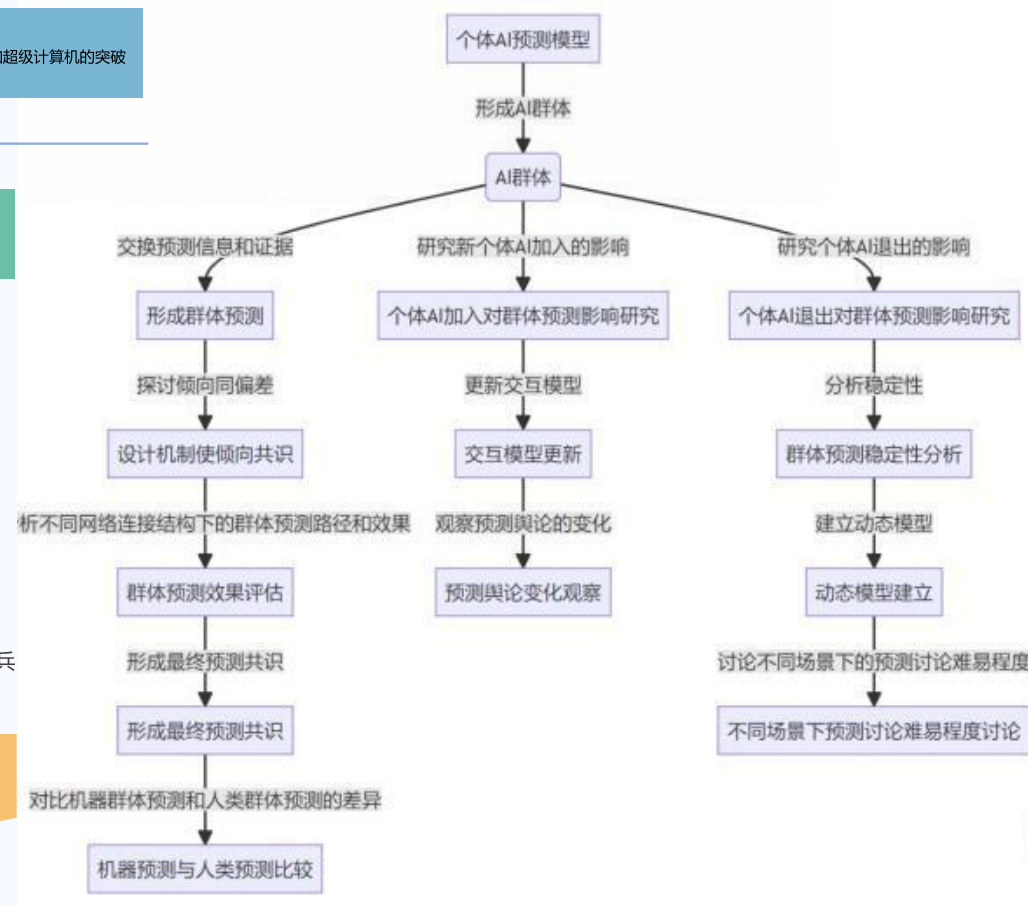 超级计算机的突破
个体AI预测模型
形成AI群体
AI群体
交换预测信息和证据
研究新个体AI加入的影响
研究个体AI退出的影响
形成群体预测
个体AI加入对群体预测影响研究
个体AI退出对群体预测影响研究
探讨倾向同偏差
更新交互模型
分析稳定性
设计机制使倾向共识
交互模型更新
群体预测稳定性分析
析不同网络连接结构下的群体预测路径和效果
观察预测舆论的变化
建立动态模型
群体预测效果评估
预测舆论变化观察
动态模型建立
兵
形成最终预测共识
讨论不同场景下的预测讨论难易程度
形成最终预测共识
不同场景下预测讨论难易程度讨论
对比机器群体预测和人类群体预测的差异
机器预测与人类预测比较